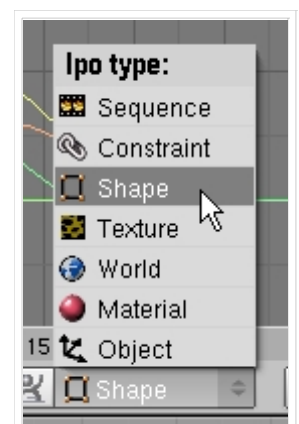 Ipo type:
Sequence
Constraint
Shape
Texture
World
Material
15 Object
Shape